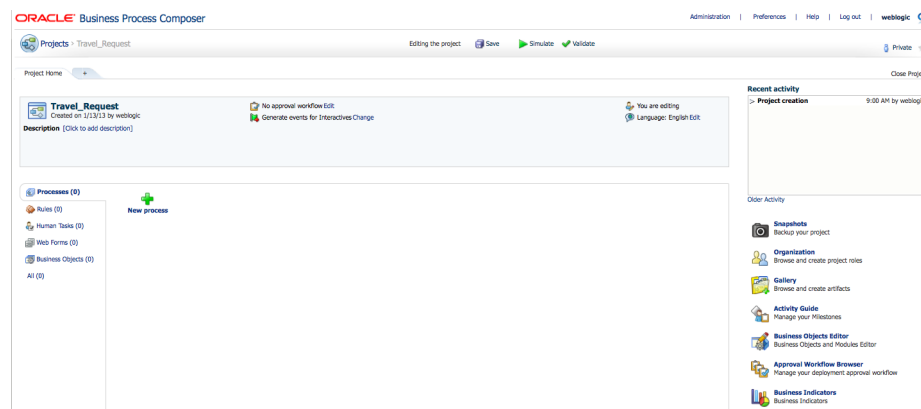 ORACLE Business Process Composer
Administration | Preferences | Help | Log out | weblogic
Projects > Travel_Request
Editing the project Save Simulate Validate
Private
Project Home +
Close Proje
Travel_Request
Created on 1/13/13 by weblogic
Description [Click to add description]
No approval workflow Edit
Generate events for Interactives Change
You are editing
Language: English Edit
Recent activity
> Project creation 9:00 AM by weblogi
Older Activity
Processes (0)
Rules (0)
Human Tasks (0)
Web Forms (0)
Business Objects (0)
All (0)
New process
Snapshots
Backup your project
Organization
Browse and create project roles
Gallery
Browse and create artifacts
Activity Guide
Manage your Milestones
Business Objects Editor
Business Objects and Modules Editor
Approval Workflow Browser
Manage your deployment approval workflow
Business Indicators
Business Indicators